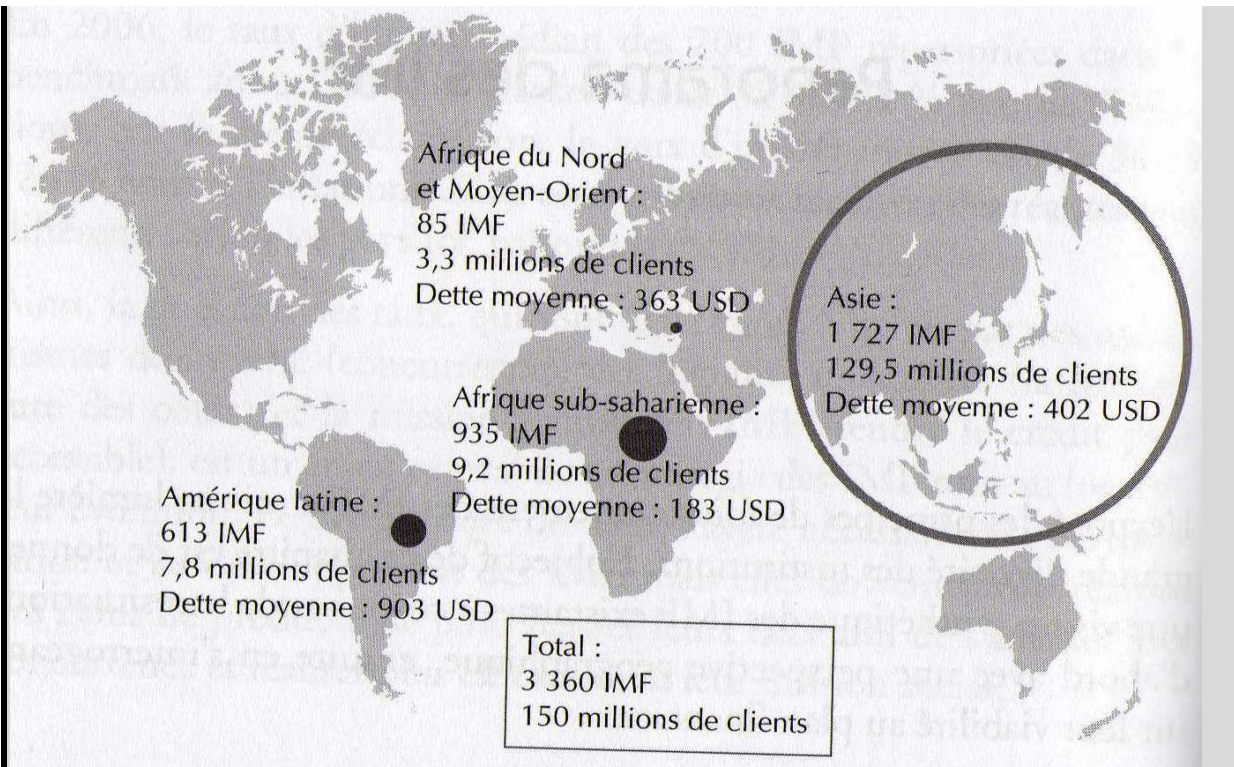 Afrique du Nord
et Moyen-Orient :
85 IMF
3,3 millions de clients
Dette moyenne : 363 USD
Asie :
1 727 IMF
129,5 millions de clients
Dette moyenne : 402 USD
Afrique sub-saharienne :
935 IMF
9,2 millions de clients
Dette moyenne : 183 USD
Amérique latine :
613 IMF
7,8 millions de clients
Dette moyenne : 903 USD
Total :
3 360 IMF
150 millions de clients